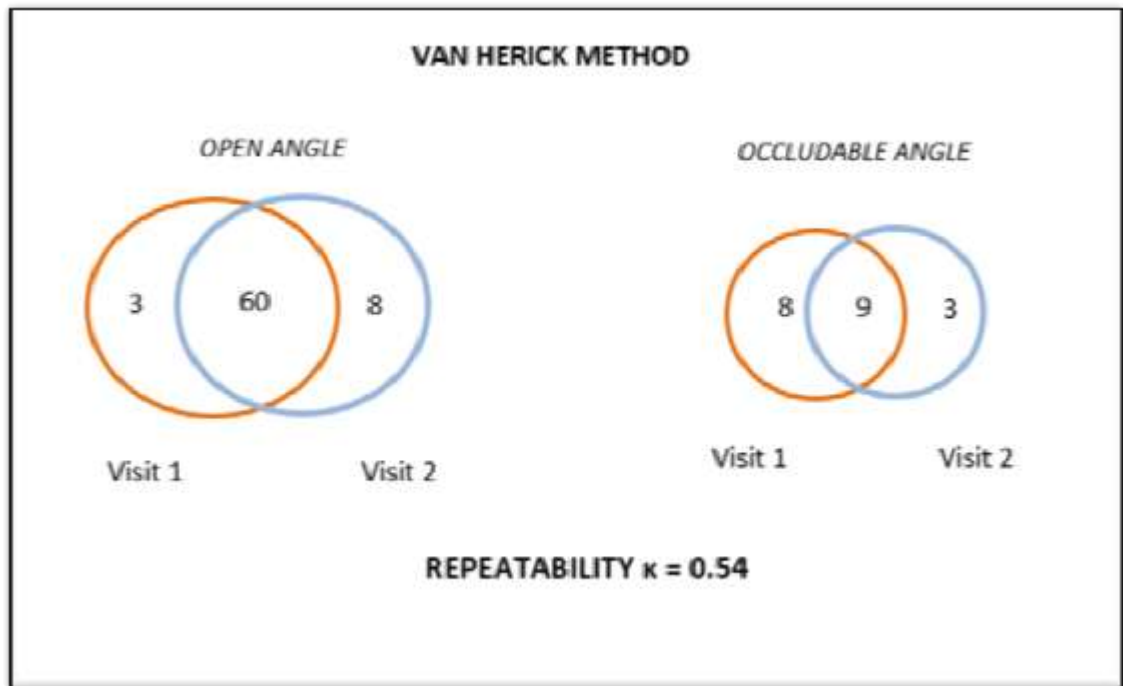 VAN HERICK METHOD
OPEN ANGLE
3 60 8
Visit 1 Visit 2
OCCLUDABLE ANGLE
8 9 3
Visit 1 Visit 2
REPEATABILITY κ = 0.54